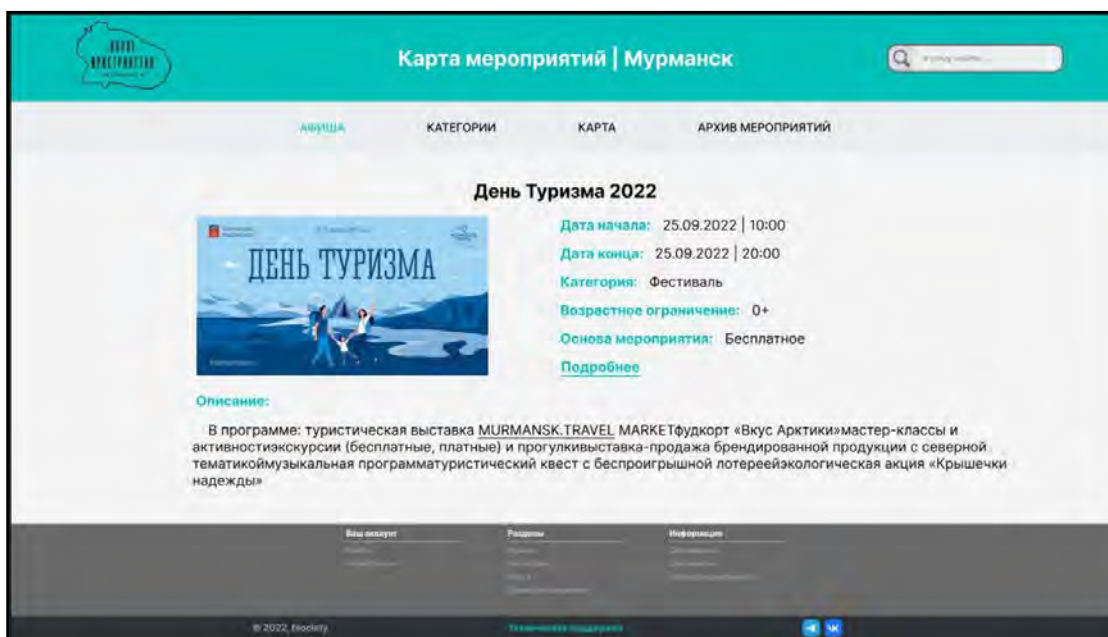 Карта мероприятий | Мурманск
АФИША КАТЕГОРИИ КАРТА АРХИВ МЕРОПРИЯТИЙ
День Туризма 2022
ДЕНЬ ТУРИЗМА
Дата начала: 25.09.2022 | 10:00
Дата конца: 25.09.2022 | 20:00
Категория: Фестиваль
Возрастное ограничение: 0+
Основа мероприятия: Бесплатное
Подробнее
Описание:
В программе: туристическая выставка MURMANSK.TRAVEL MARKETфудкорт «Вкус Арктики»мастер-классы и
активностиэкскурсии (бесплатные, платные) и прогулкивыставка-продажа брендированной продукции с северной
тематикоймузыкальная программатуристический квест с беспроигрышной лотереейэкологическая акция «Крышечки
надежды»
Ваш аккаунт Разделы Информация
© 2022, Техническая поддержка